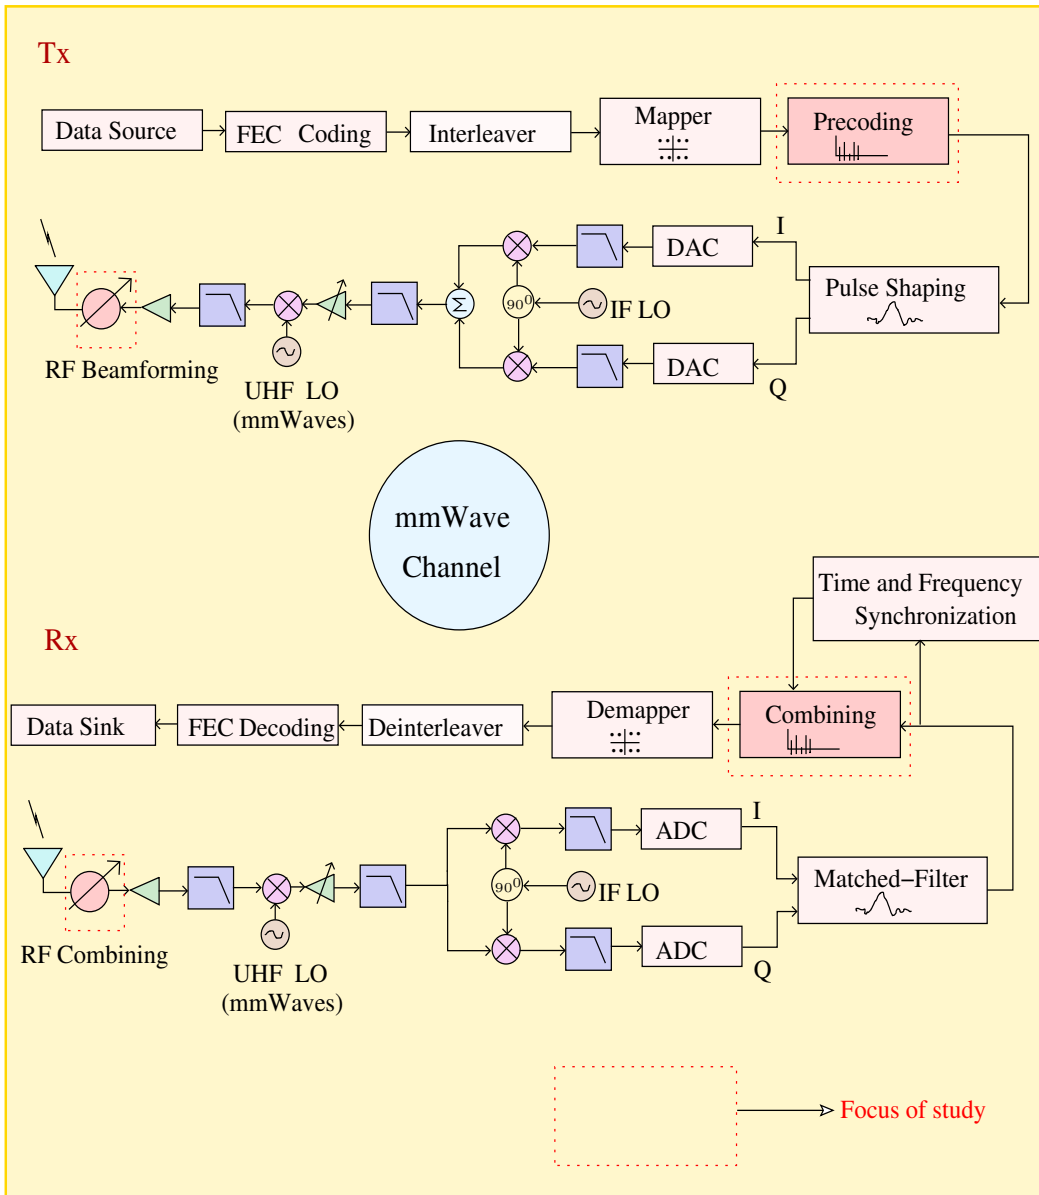 Tx
Data Source
FEC Coding
Interleaver
Mapper
Precoding
I
DAC
Pulse Shaping
90⁰
IF LO
Σ
RF Beamforming
UHF LO
(mmWaves)
DAC
Q
mmWave
Channel
Time and Frequency
Synchronization
Rx
Data Sink
FEC Decoding
Deinterleaver
Demapper
Combining
I
ADC
90⁰
IF LO
Matched−Filter
RF Combining
UHF LO
(mmWaves)
ADC
Q
Focus of study